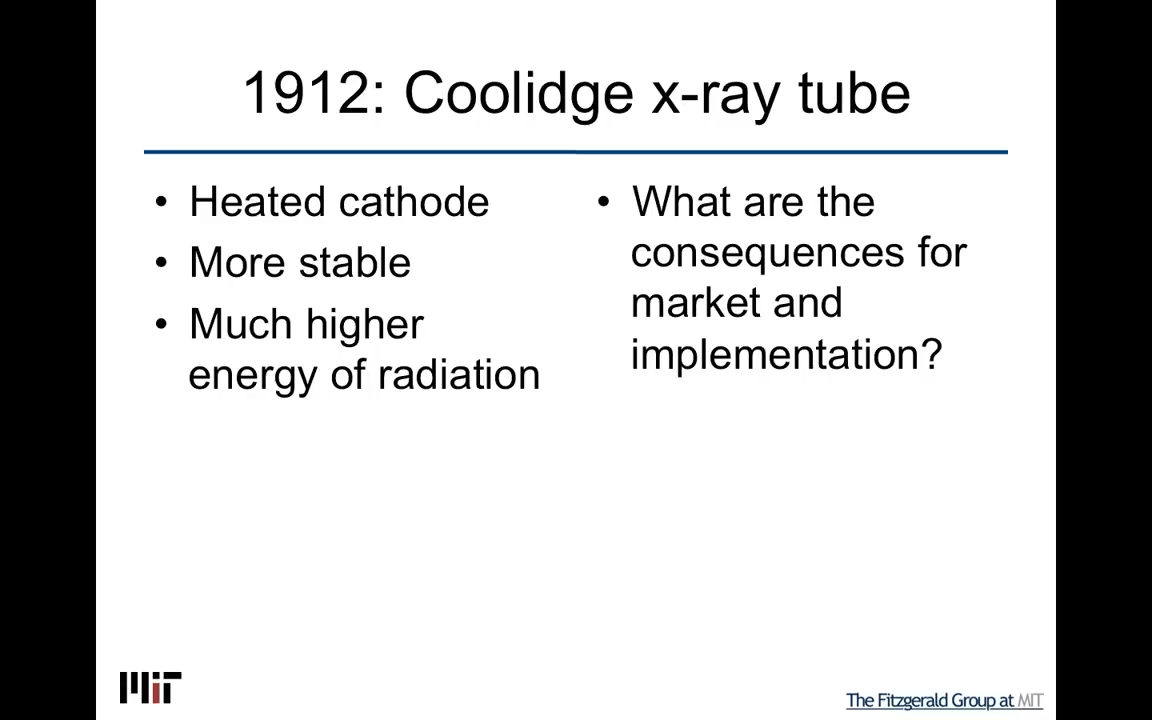 1912: Coolidge x-ray tube
• Heated cathode
• More stable
• Much higher
energy of radiation
• What are the
consequences for
market and
implementation?
MIT
The Fitzgerald Group at MIT